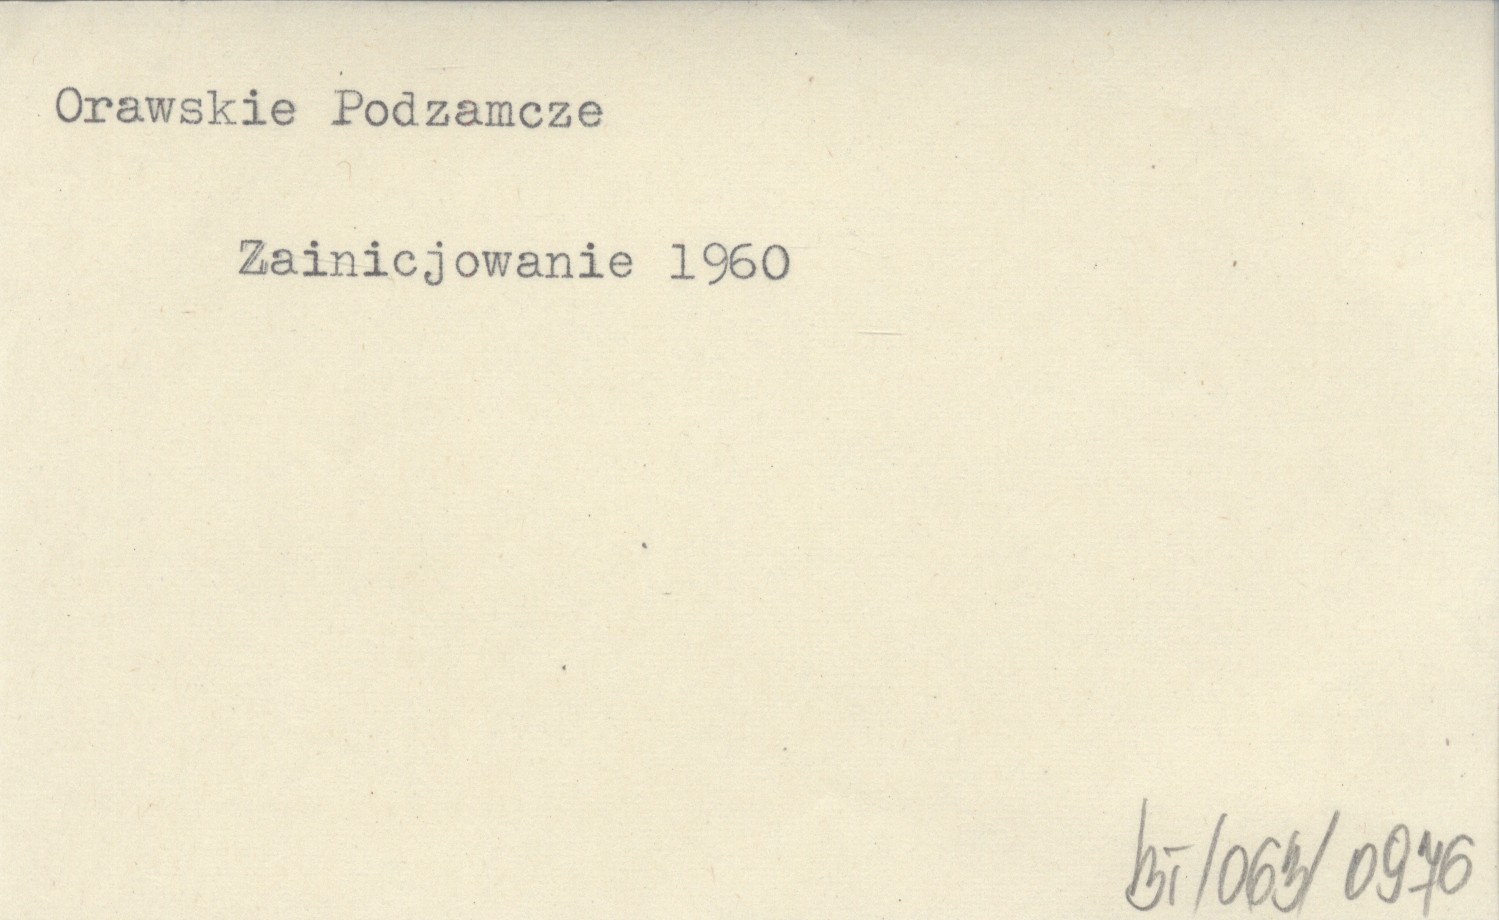 Orawskie Podzamcze
Zainicjowanie 1960
BI/063/0976